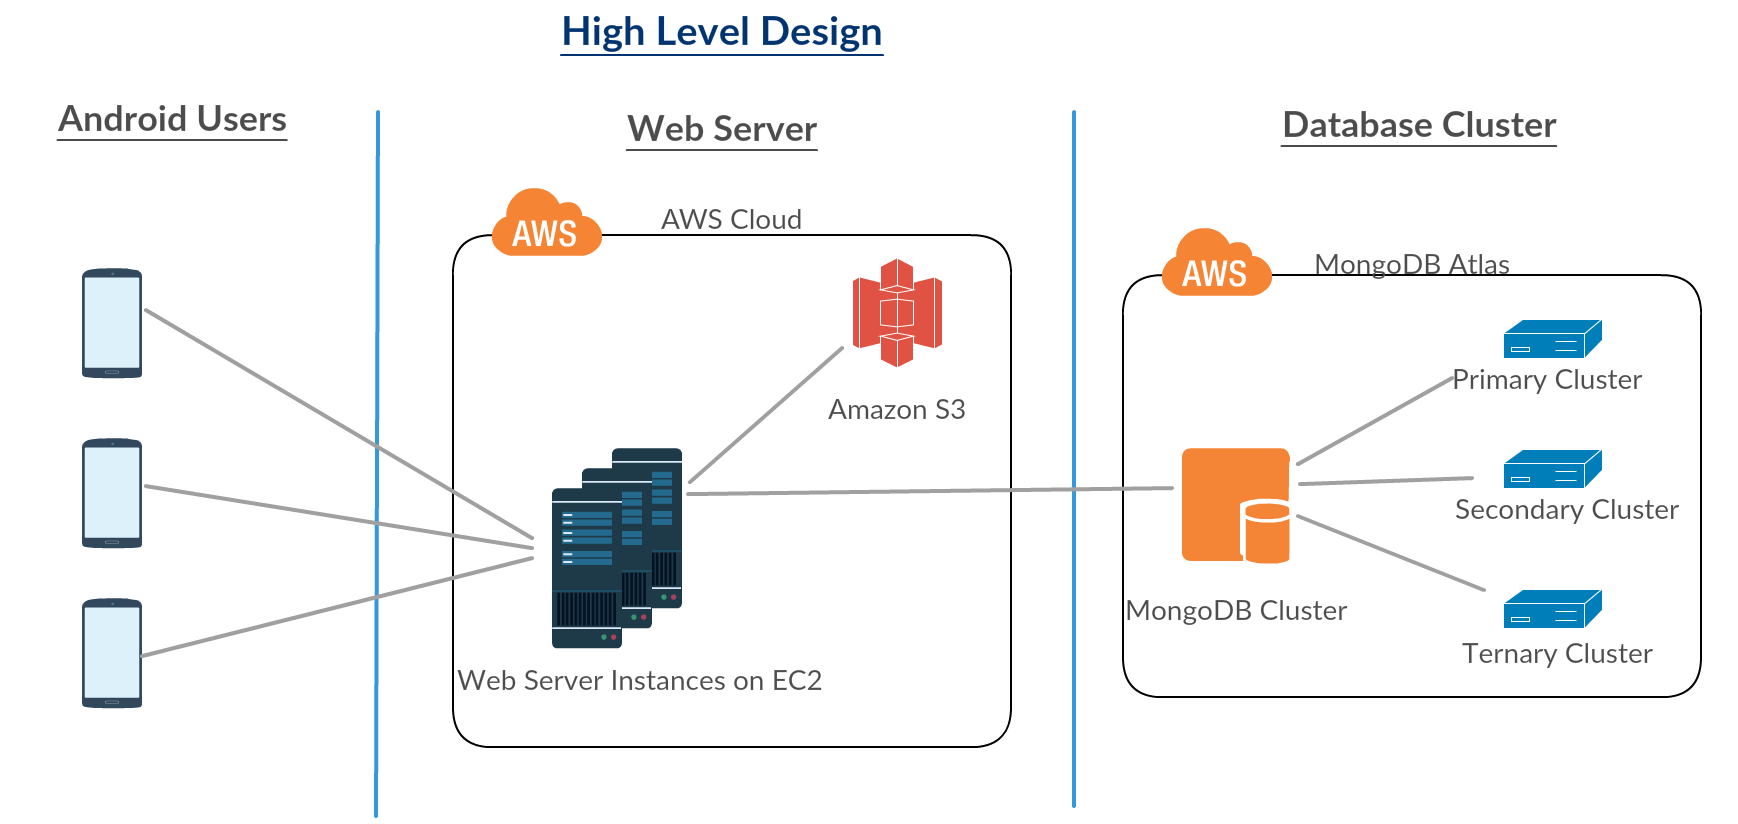 High Level Design
Android Users
Web Server
Database Cluster
AWS
AWS Cloud
AWS
MongoDB Atlas
Primary Cluster
Amazon S3
Secondary Cluster
MongoDB Cluster
Ternary Cluster
Web Server Instances on EC2